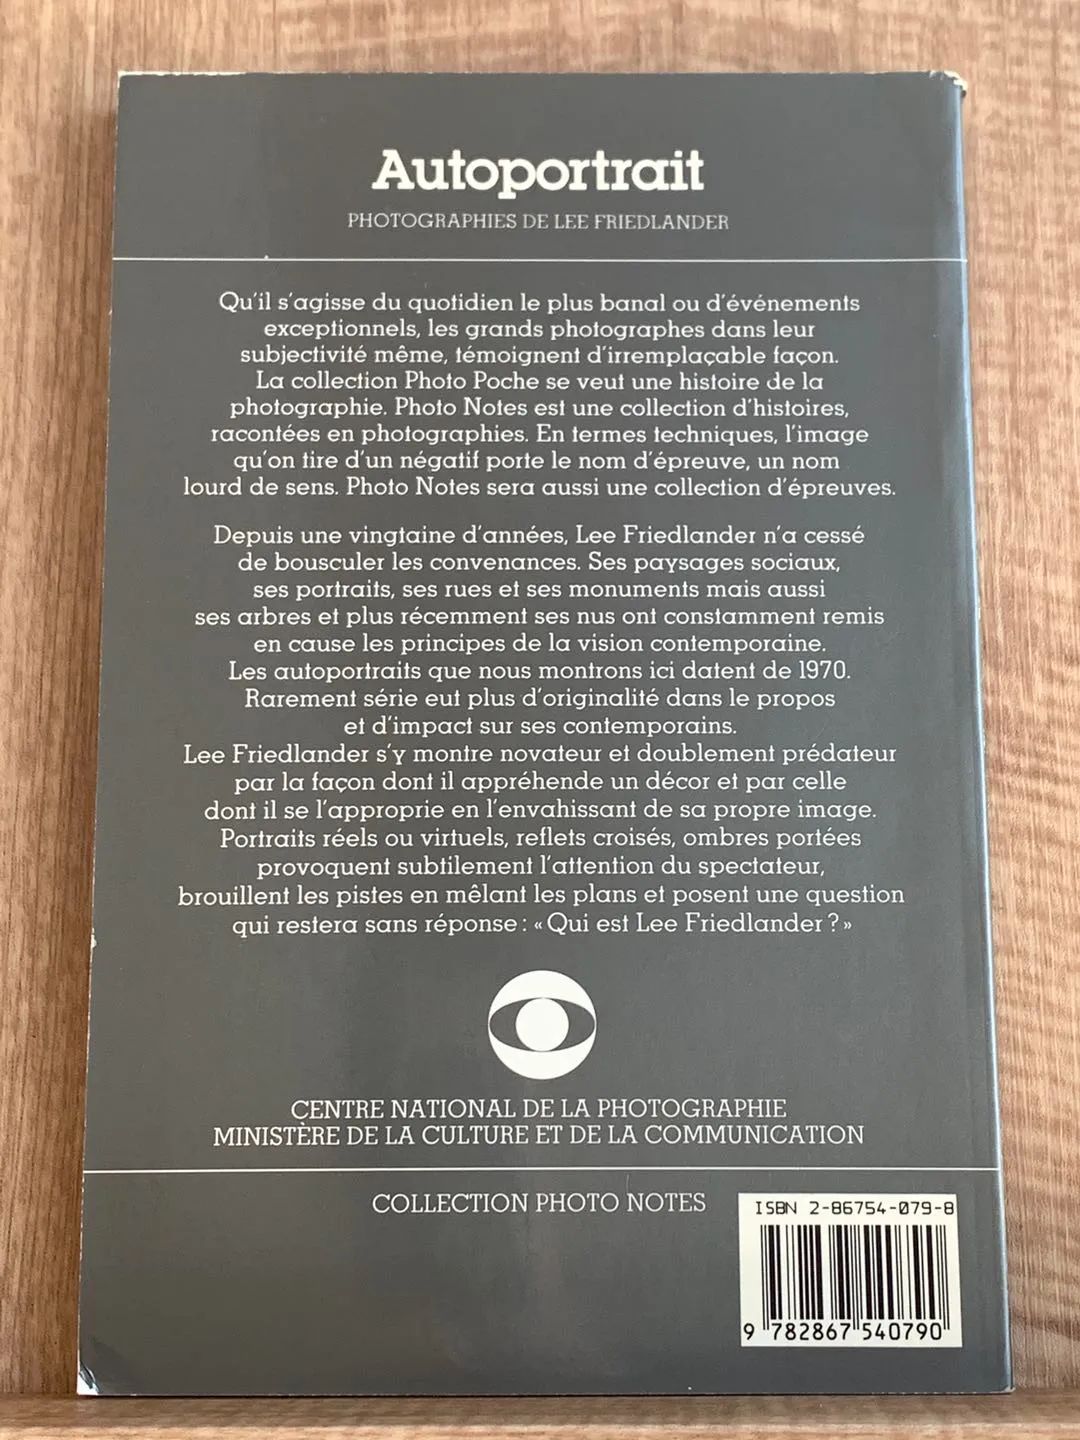 Autoportrait
PHOTOGRAPHIES DE LEE FRIEDLANDER
Qu'il s'agisse du quotidien le plus banal ou d'événements
exceptionnels, les grands photographes dans leur
subjectivité même, témoignent d'irremplaçable façon.
La collection Photo Poche se veut une histoire de la
photographie. Photo Notes est une collection d'histoires,
racontées en photographies. En termes techniques, l'image
qu'on tire d'un négatif porte le nom d'épreuve, un nom
lourd de sens. Photo Notes sera aussi une collection d'épreuves.
Depuis une vingtaine d'années, Lee Friedlander n'a cessé
de bousculer les convenances. Ses paysages sociaux,
ses portraits, ses rues et ses monuments mais aussi
ses arbres et plus récemment ses nus ont constamment remis
en cause les principes de la vision contemporaine.
Les autoportraits que nous montrons ici datent de 1970.
Rarement série eut plus d'originalité dans le propos
et d'impact sur ses contemporains.
Lee Friedlander s'y montre novateur et doublement prédateur
par la façon dont il appréhende un décor et par celle
dont il se l'approprie en l'envahissant de sa propre image.
Portraits réels ou virtuels, reflets croisés, ombres portées
provoquent subtilement l'attention du spectateur,
brouillent les pistes en mêlant les plans et posent une question
qui restera sans réponse : « Qui est Lee Friedlander ? »
CENTRE NATIONAL DE LA PHOTOGRAPHIE
MINISTÈRE DE LA CULTURE ET DE LA COMMUNICATION
COLLECTION PHOTO NOTES
ISBN 2-86754-079-8
9 782867 540790